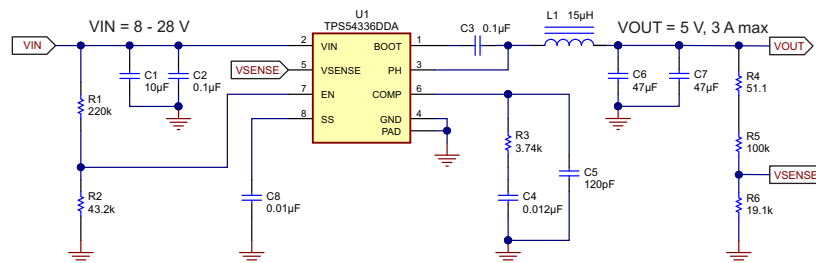 VIN = 8 - 28 V
U1
TPS54336DDA
C3 0.1µF
L1 15µH
VOUT = 5 V, 3 A max
VIN
2 VIN
BOOT 1
VOUT
VSENSE
5 VSENSE
PH 3
C1
10µF
C2
0.1µF
7 EN
COMP 6
C6
47µF
C7
47µF
R4
51.1
R1
220k
8 SS
GND 4
PAD
R3
3.74k
R5
100k
C5
120pF
VSENSE
R2
43.2k
C8
0.01µF
C4
0.012µF
R6
19.1k